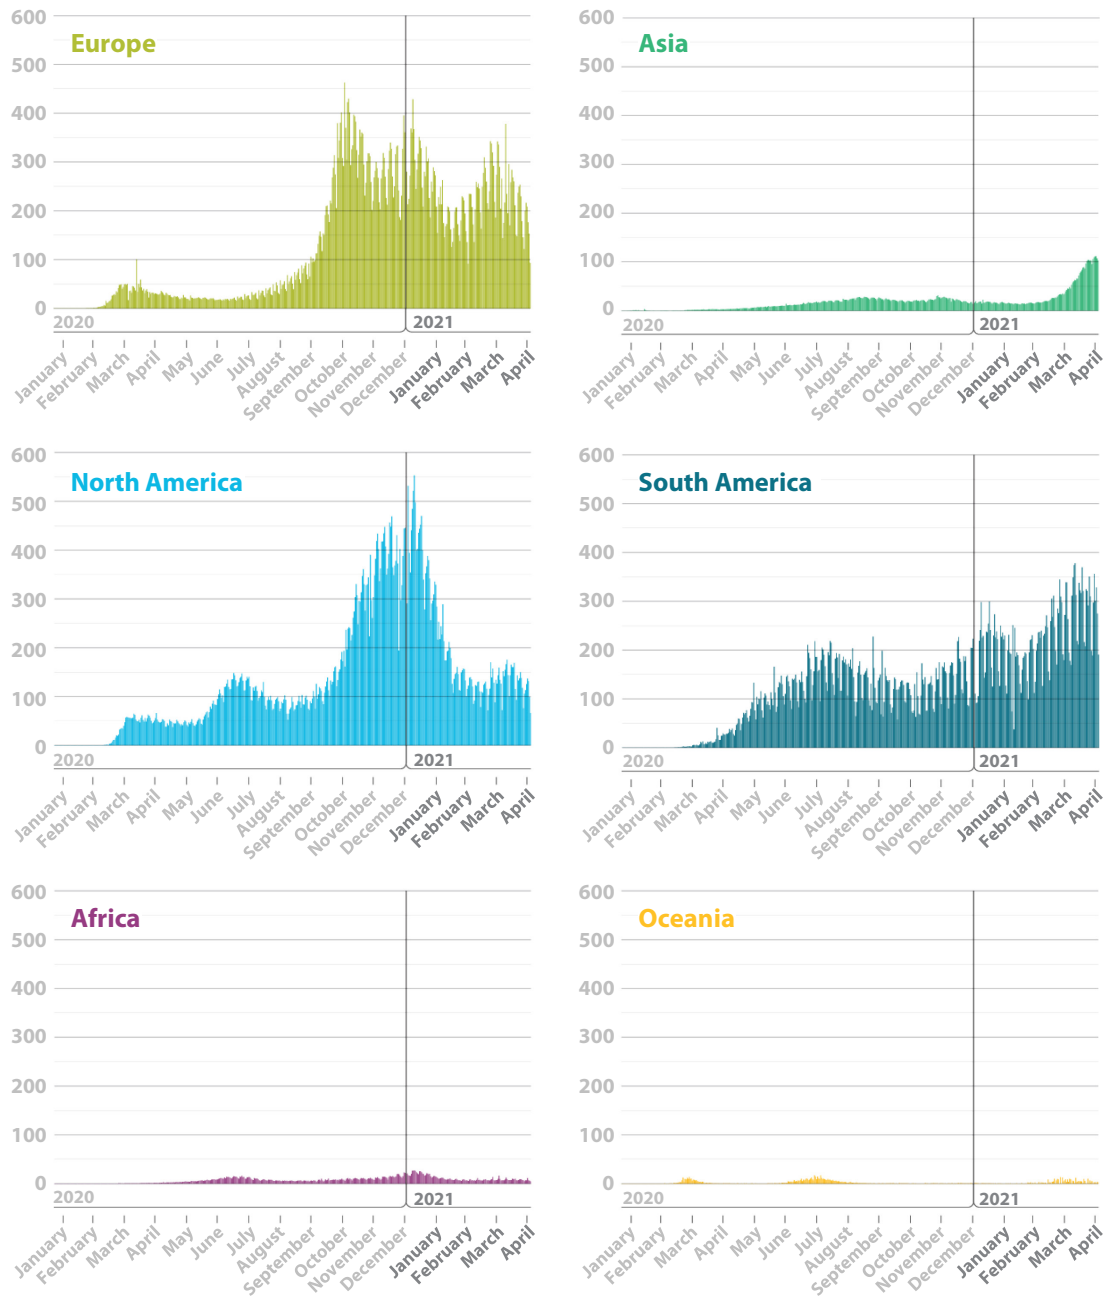 600
Europe
500
400
300
200
100
0
2020
2021
January
February
March
April
May
June
July
August
September
October
November
December
January
February
March
April
600
Asia
500
400
300
200
100
0
2020
2021
January
February
March
April
May
June
July
August
September
October
November
December
January
February
March
April
600
North America
500
400
300
200
100
0
2020
2021
January
February
March
April
May
June
July
August
September
October
November
December
January
February
March
April
600
South America
500
400
300
200
100
0
2020
2021
January
February
March
April
May
June
July
August
September
October
November
December
January
February
March
April
600
Africa
500
400
300
200
100
0
2020
2021
January
February
March
April
May
June
July
August
September
October
November
December
January
February
March
April
600
Oceania
500
400
300
200
100
0
2020
2021
January
February
March
April
May
June
July
August
September
October
November
December
January
February
March
April